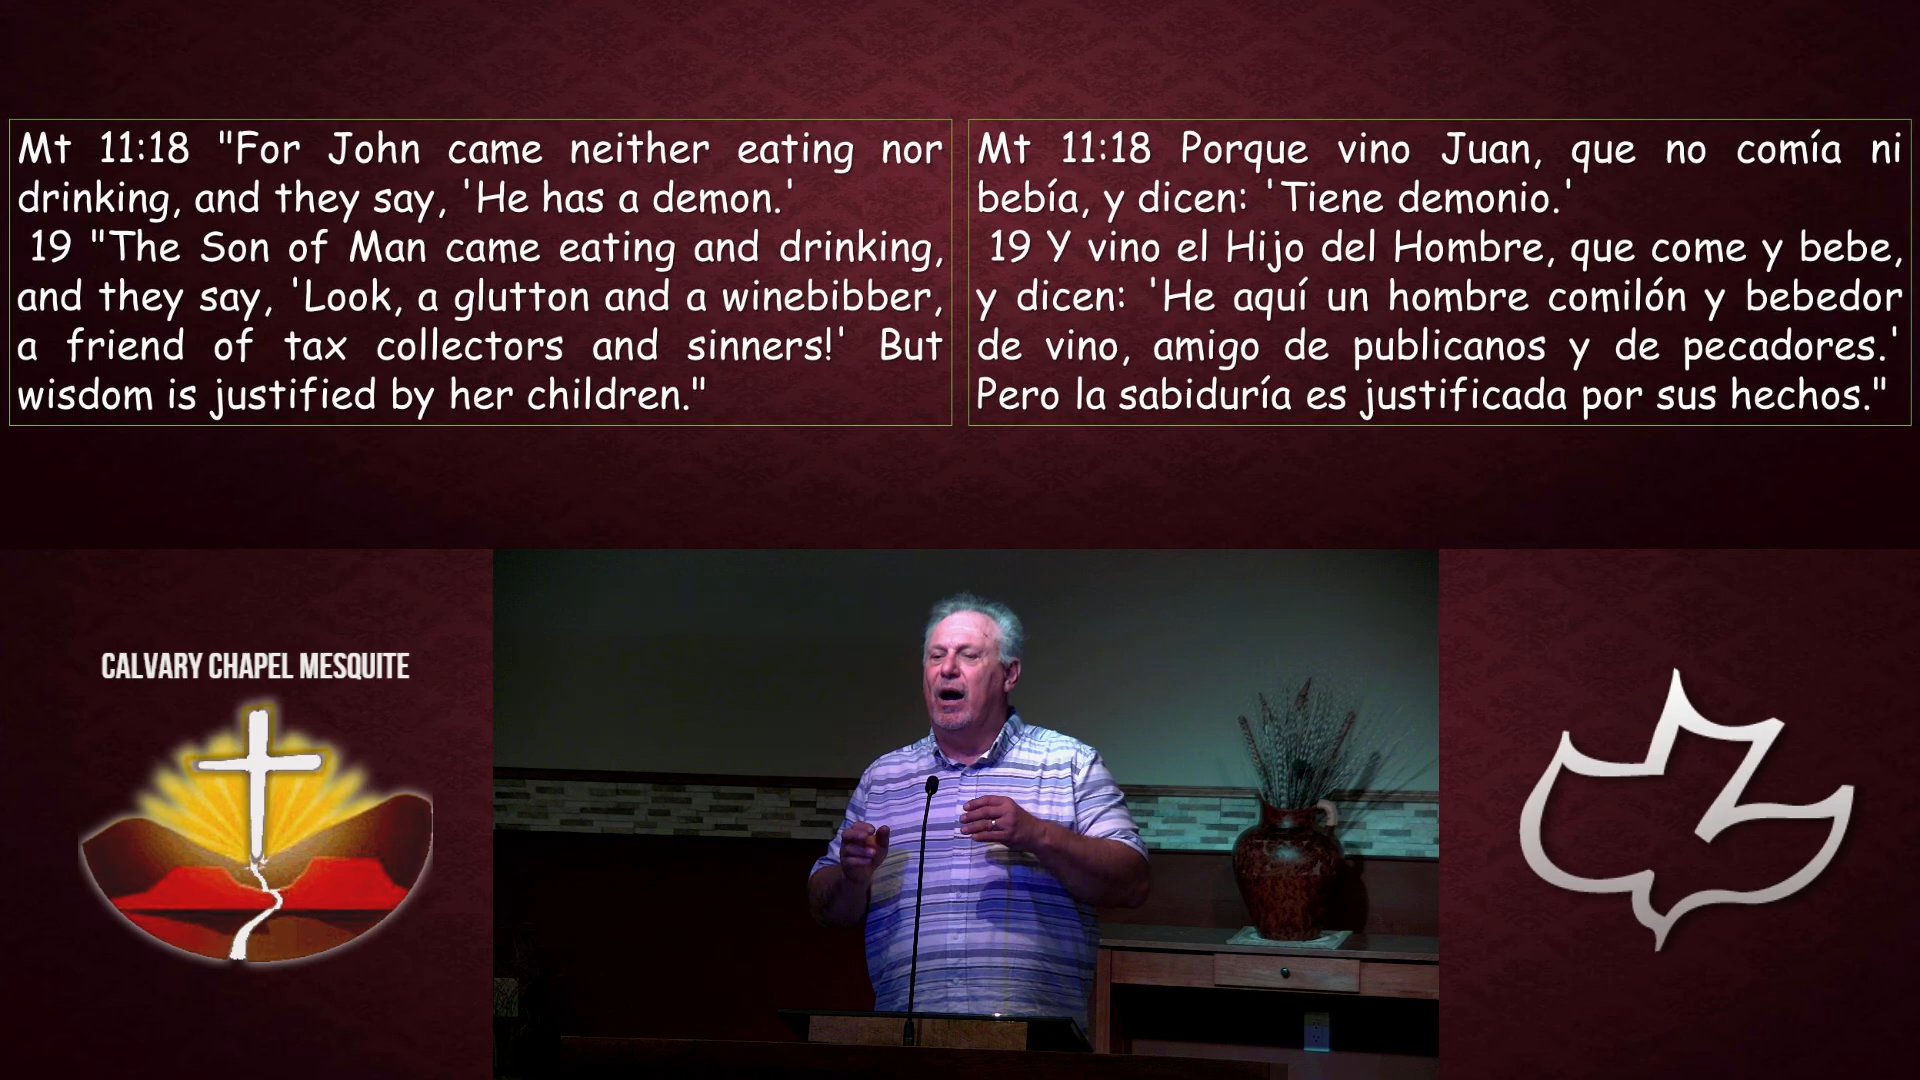 Mt 11:18 "For John came neither eating nor
drinking, and they say, 'He has a demon.'
19 "The Son of Man came eating and drinking,
and they say, 'Look, a glutton and a winebibber,
a friend of tax collectors and sinners!' But
wisdom is justified by her children."
Mt 11:18 Porque vino Juan, que no comía ni
bebía, y dicen: 'Tiene demonio.'
19 Y vino el Hijo del Hombre, que come y bebe,
y dicen: 'He aquí un hombre comilón y bebedor
de vino, amigo de publicanos y de pecadores.'
Pero la sabiduría es justificada por sus hechos."
CALVARY CHAPEL MESQUITE